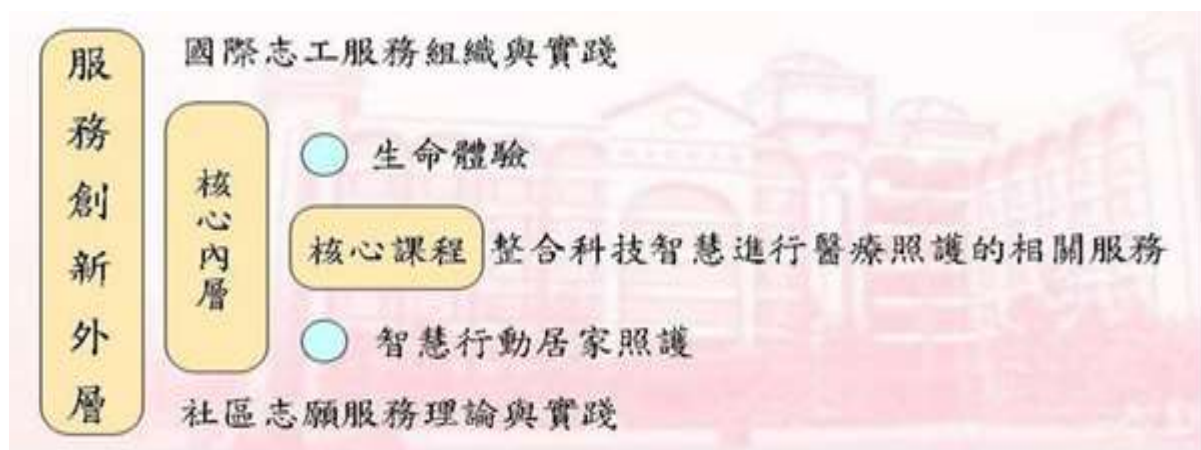 服務創新外層
國際志工服務組織與實踐
核心內層
生命體驗
核心課程 整合科技智慧進行醫療照護的相關服務
智慧行動居家照護
社區志願服務理論與實踐